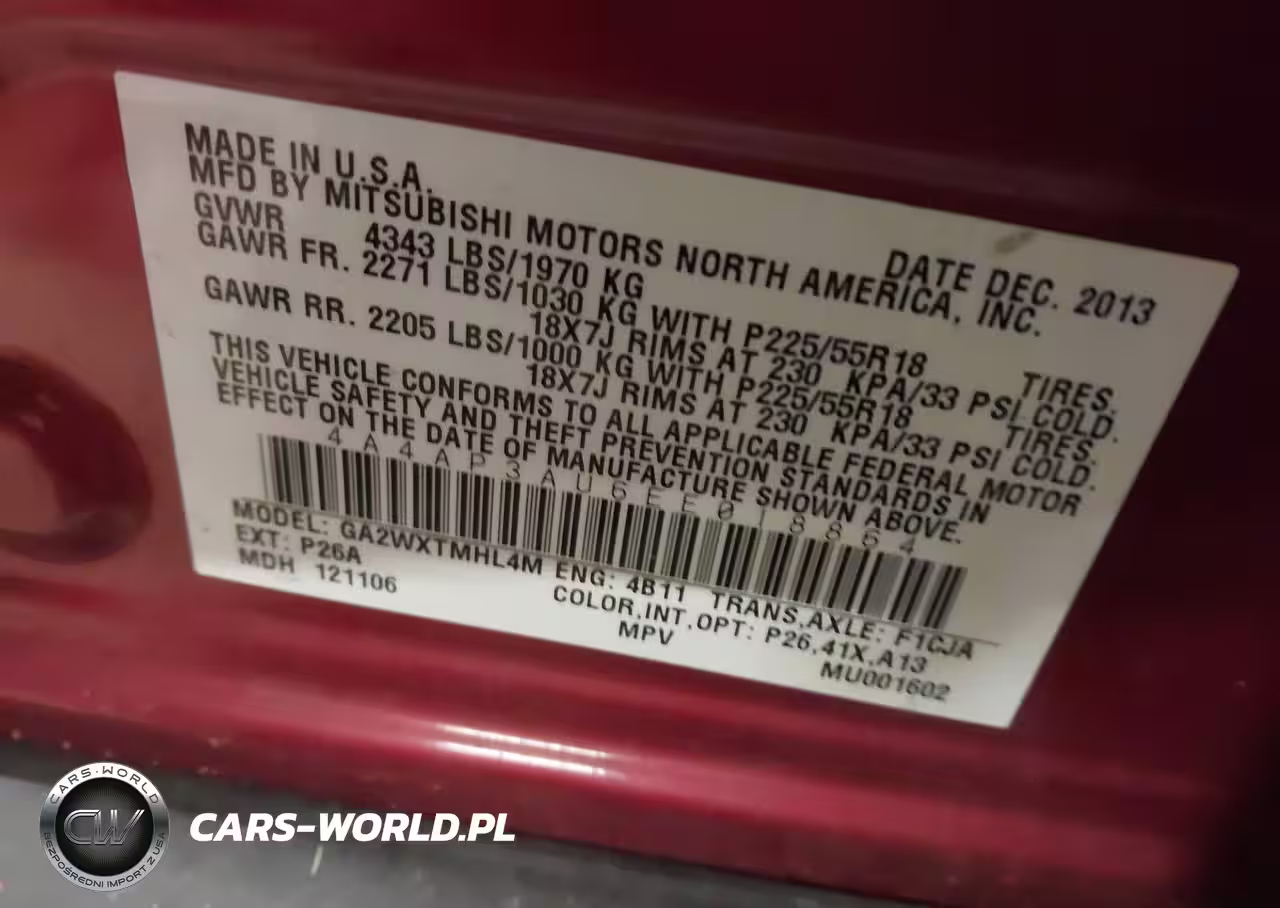 MADE IN U.S.A.
DATE DEC. 2013
MFD BY MITSUBISHI MOTORS NORTH AMERICA, INC.
GVWR 4343 LBS/1970 KG
GAWR FR. 2271 LBS/1030 KG WITH P225/55R18 TIRES.
18X7J RIMS AT 230 KPA/33 PSI COLD.
GAWR RR. 2205 LBS/1000 KG WITH P225/55R18 TIRES.
18X7J RIMS AT 230 KPA/33 PSI COLD.
THIS VEHICLE CONFORMS TO ALL APPLICABLE FEDERAL MOTOR
VEHICLE SAFETY AND THEFT PREVENTION STANDARDS IN
EFFECT ON THE DATE OF MANUFACTURE SHOWN ABOVE.
4A4AP3AU6EE018864
MODEL: GA2WXTMHL4M ENG: 4B11 TRANS,AXLE: F1CJA
EXT: P26A COLOR,INT,OPT: P26,41X,A13
MDH 121106 MPV MU001602
CARS-WORLD
CW
BEZPOŚREDNI IMPORT Z USA
CARS-WORLD.PL